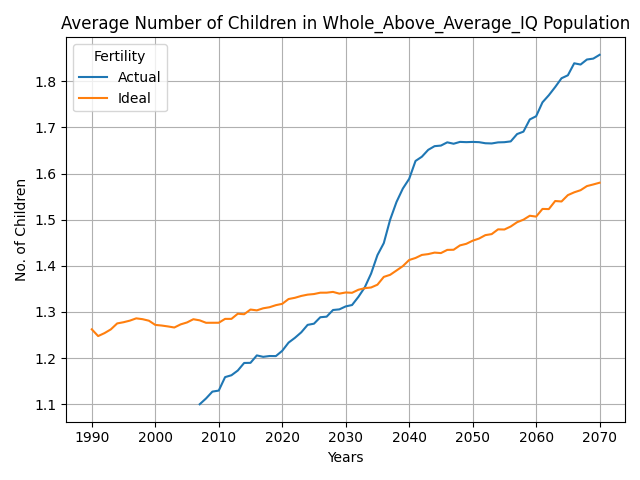 Average Number of Children in Whole_Above_Average_IQ Population
Fertility
Actual
Ideal
No. of Children
1.8
1.7
1.6
1.5
1.4
1.3
1.2
1.1
1990 2000 2010 2020 2030 2040 2050 2060 2070
Years